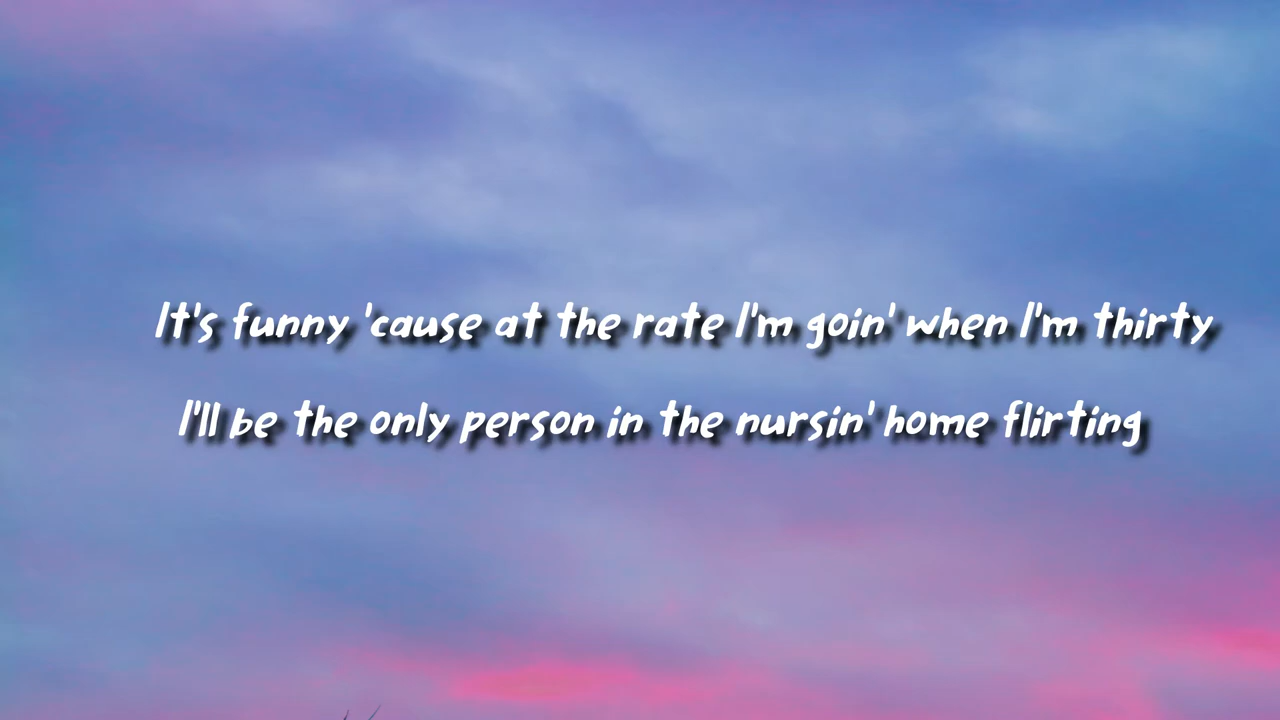 It's funny 'cause at the rate I'm goin' when I'm thirty
I'll be the only person in the nursin' home flirting